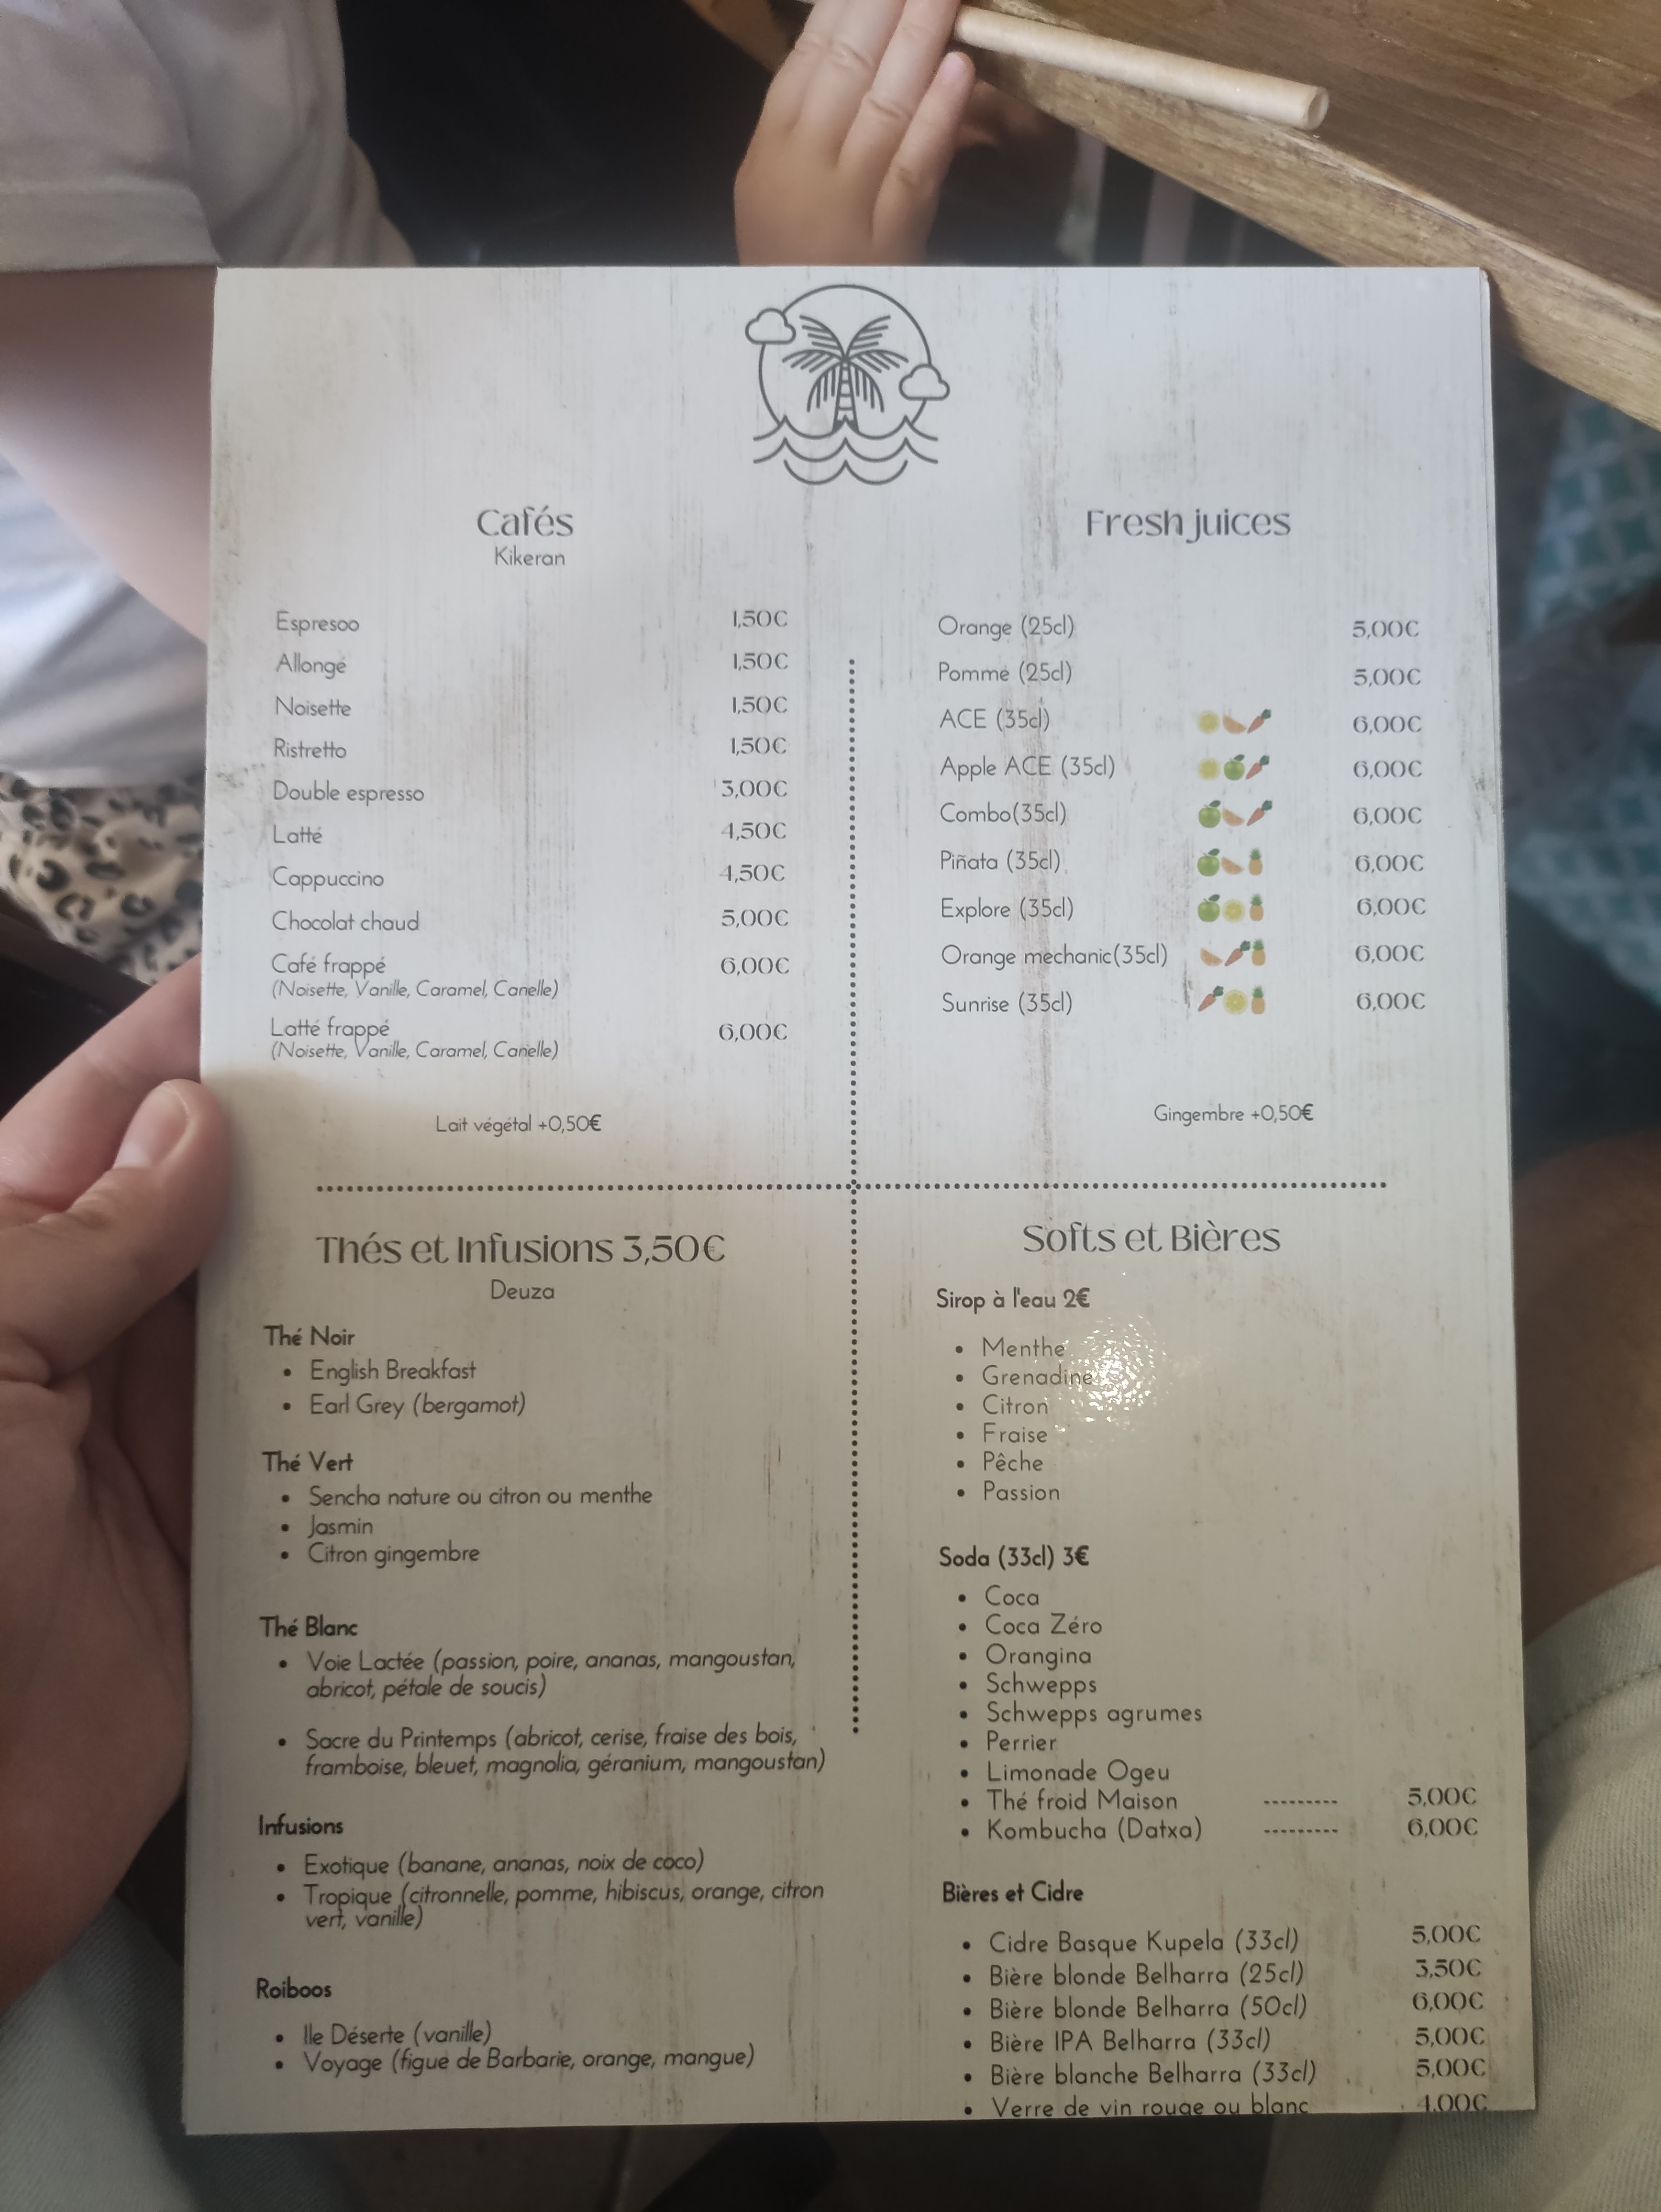 Cafés
Kikeran
Espresoo 1,50€
Allongé 1,50€
Noisette 1,50€
Ristretto 1,50€
Double espresso 3,00€
Latté 4,50€
Cappuccino 4,50€
Chocolat chaud 5,00€
Café frappé 6,00€
(Noisette, Vanille, Caramel, Canelle)
Latté frappé 6,00€
(Noisette, Vanille, Caramel, Canelle)
Lait végétal +0,50€
Fresh juices
Orange (25cl) 5,00€
Pomme (25cl) 5,00€
ACE (35cl) 6,00€
Apple ACE (35cl) 6,00€
Combo(35cl) 6,00€
Piñata (35cl) 6,00€
Explore (35cl) 6,00€
Orange mechanic(35cl) 6,00€
Sunrise (35cl) 6,00€
Gingembre +0,50€
Thés et Infusions 3,50€
Deuza
Thé Noir
• English Breakfast
• Earl Grey (bergamot)
Thé Vert
• Sencha nature ou citron ou menthe
• Jasmin
• Citron gingembre
Thé Blanc
• Voie Lactée (passion, poire, ananas, mangoustan,
abricot, pétale de soucis)
• Sacre du Printemps (abricot, cerise, fraise des bois,
framboise, bleuet, magnolia, géranium, mangoustan)
Infusions
• Exotique (banane, ananas, noix de coco)
• Tropique (citronnelle, pomme, hibiscus, orange, citron
vert, vanille)
Roiboos
• Ile Déserte (vanille)
• Voyage (figue de Barbarie, orange, mangue)
Softs et Bières
Sirop à l'eau 2€
• Menthe
• Grenadine
• Citron
• Fraise
• Pêche
• Passion
Soda (33cl) 3€
• Coca
• Coca Zéro
• Orangina
• Schwepps
• Schwepps agrumes
• Perrier
• Limonade Ogeu
• Thé froid Maison --------- 5,00€
• Kombucha (Datxa) --------- 6,00€
Bières et Cidre
• Cidre Basque Kupela (33cl) 5,00€
• Bière blonde Belharra (25cl) 3,50€
• Bière blonde Belharra (50cl) 6,00€
• Bière IPA Belharra (33cl) 5,00€
• Bière blanche Belharra (33cl) 5,00€
• Verre de vin rouge ou blanc 4,00€